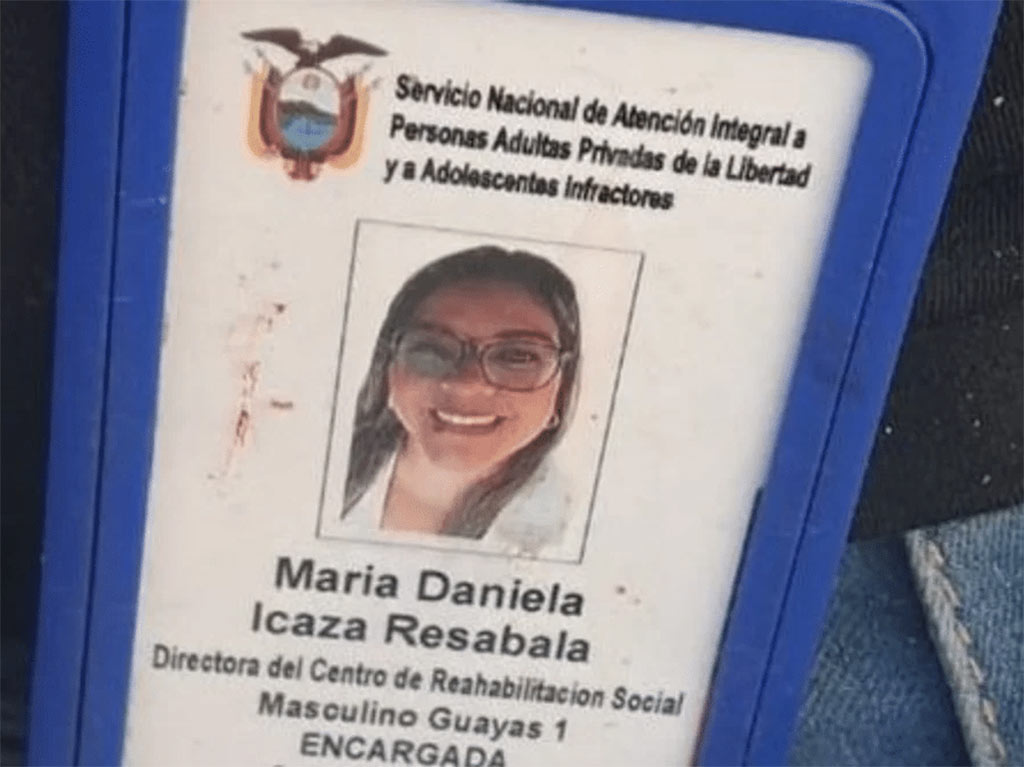 Servicio Nacional de Atención Integral a
Personas Adultas Privadas de la Libertad
y a Adolescentes Infractores
Maria Daniela
Icaza Resabala
Directora del Centro de Reahabilitacion Social
Masculino Guayas 1
ENCARGADA